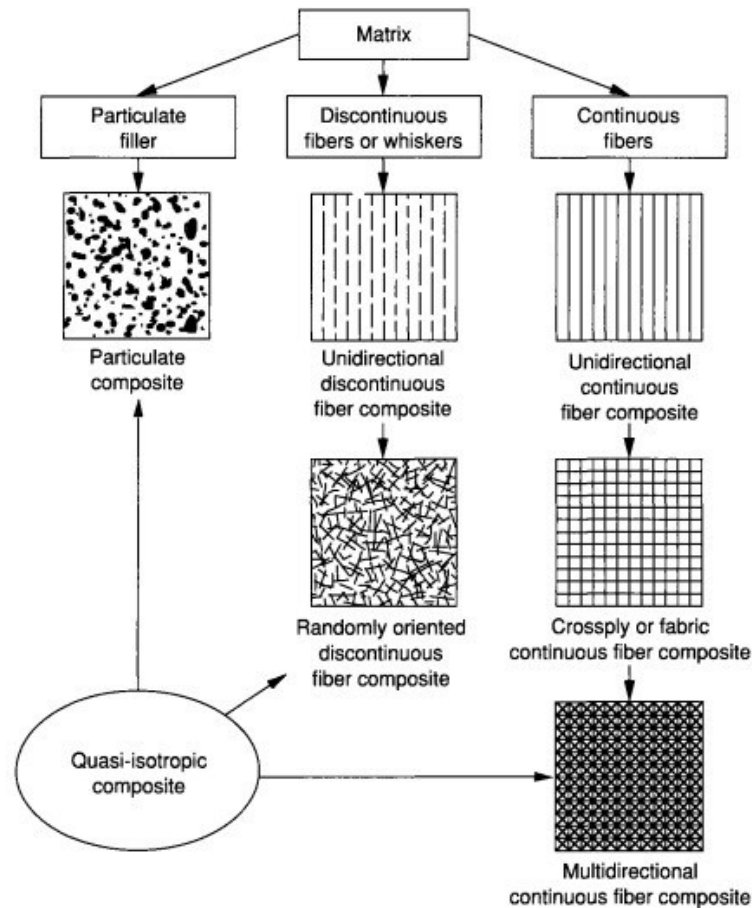 Matrix
Particulate
filler
Discontinuous
fibers or whiskers
Continuous
fibers
Particulate
composite
Unidirectional
discontinuous
fiber composite
Unidirectional
continuous
fiber composite
Randomly oriented
discontinuous
fiber composite
Crossply or fabric
continuous fiber composite
Quasi-isotropic
composite
Multidirectional
continuous fiber composite